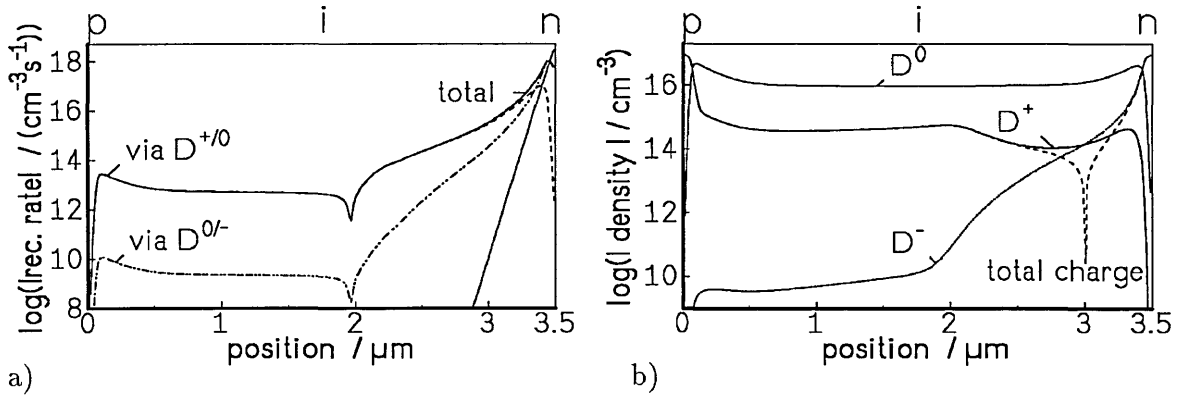 p i n
log(|rec. rate| / (cm⁻³s⁻¹)
18
16
14
12
10
8
total
via D⁺/⁰
via D⁰/⁻
0 1 2 3 3.5
position / µm
a)
p i n
log(| density | / cm⁻³)
16
14
12
10
D⁰
D⁺
D⁻
total charge
0 1 2 3 3.5
position / µm
b)